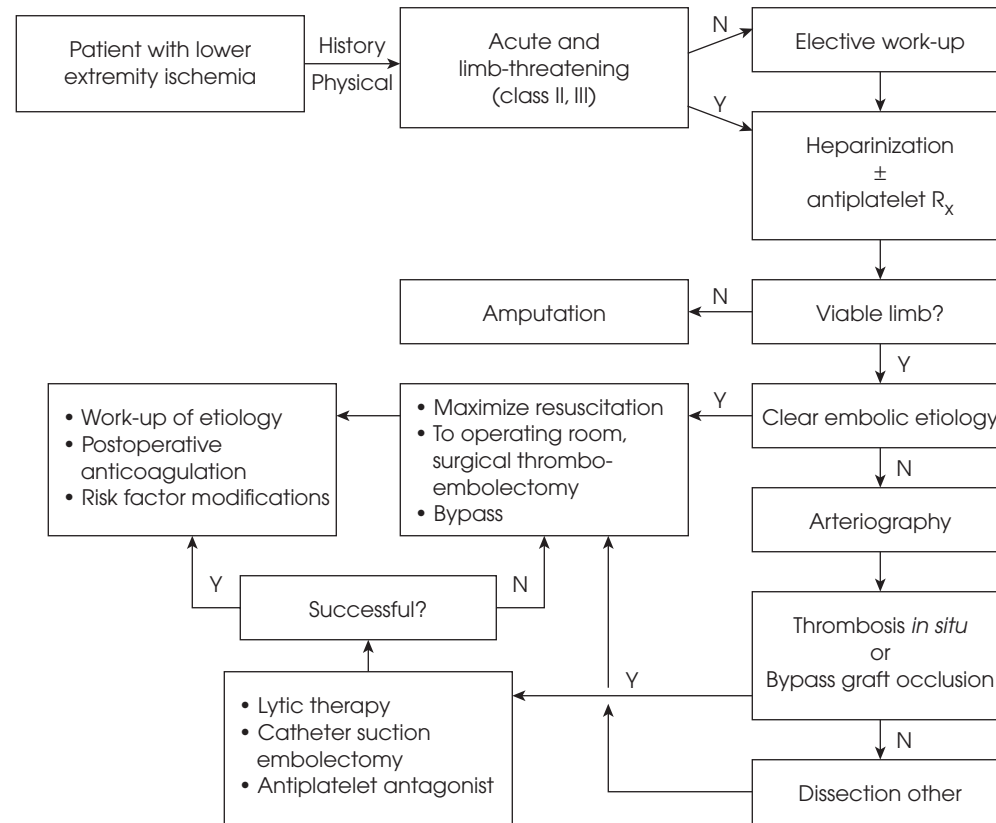 Patient with lower
extremity ischemia
History
Physical
Acute and
limb-threatening
(class II, III)
N
Elective work-up
Y
Heparinization
±
antiplatelet Rx
Viable limb?
N
Amputation
Y
Clear embolic etiology
Y
• Maximize resuscitation
• To operating room,
surgical thrombo-
embolectomy
• Bypass
• Work-up of etiology
• Postoperative
anticoagulation
• Risk factor modifications
N
Arteriography
Thrombosis in situ
or
Bypass graft occlusion
Y
• Lytic therapy
• Catheter suction
embolectomy
• Antiplatelet antagonist
Successful?
Y
N
N
Dissection other